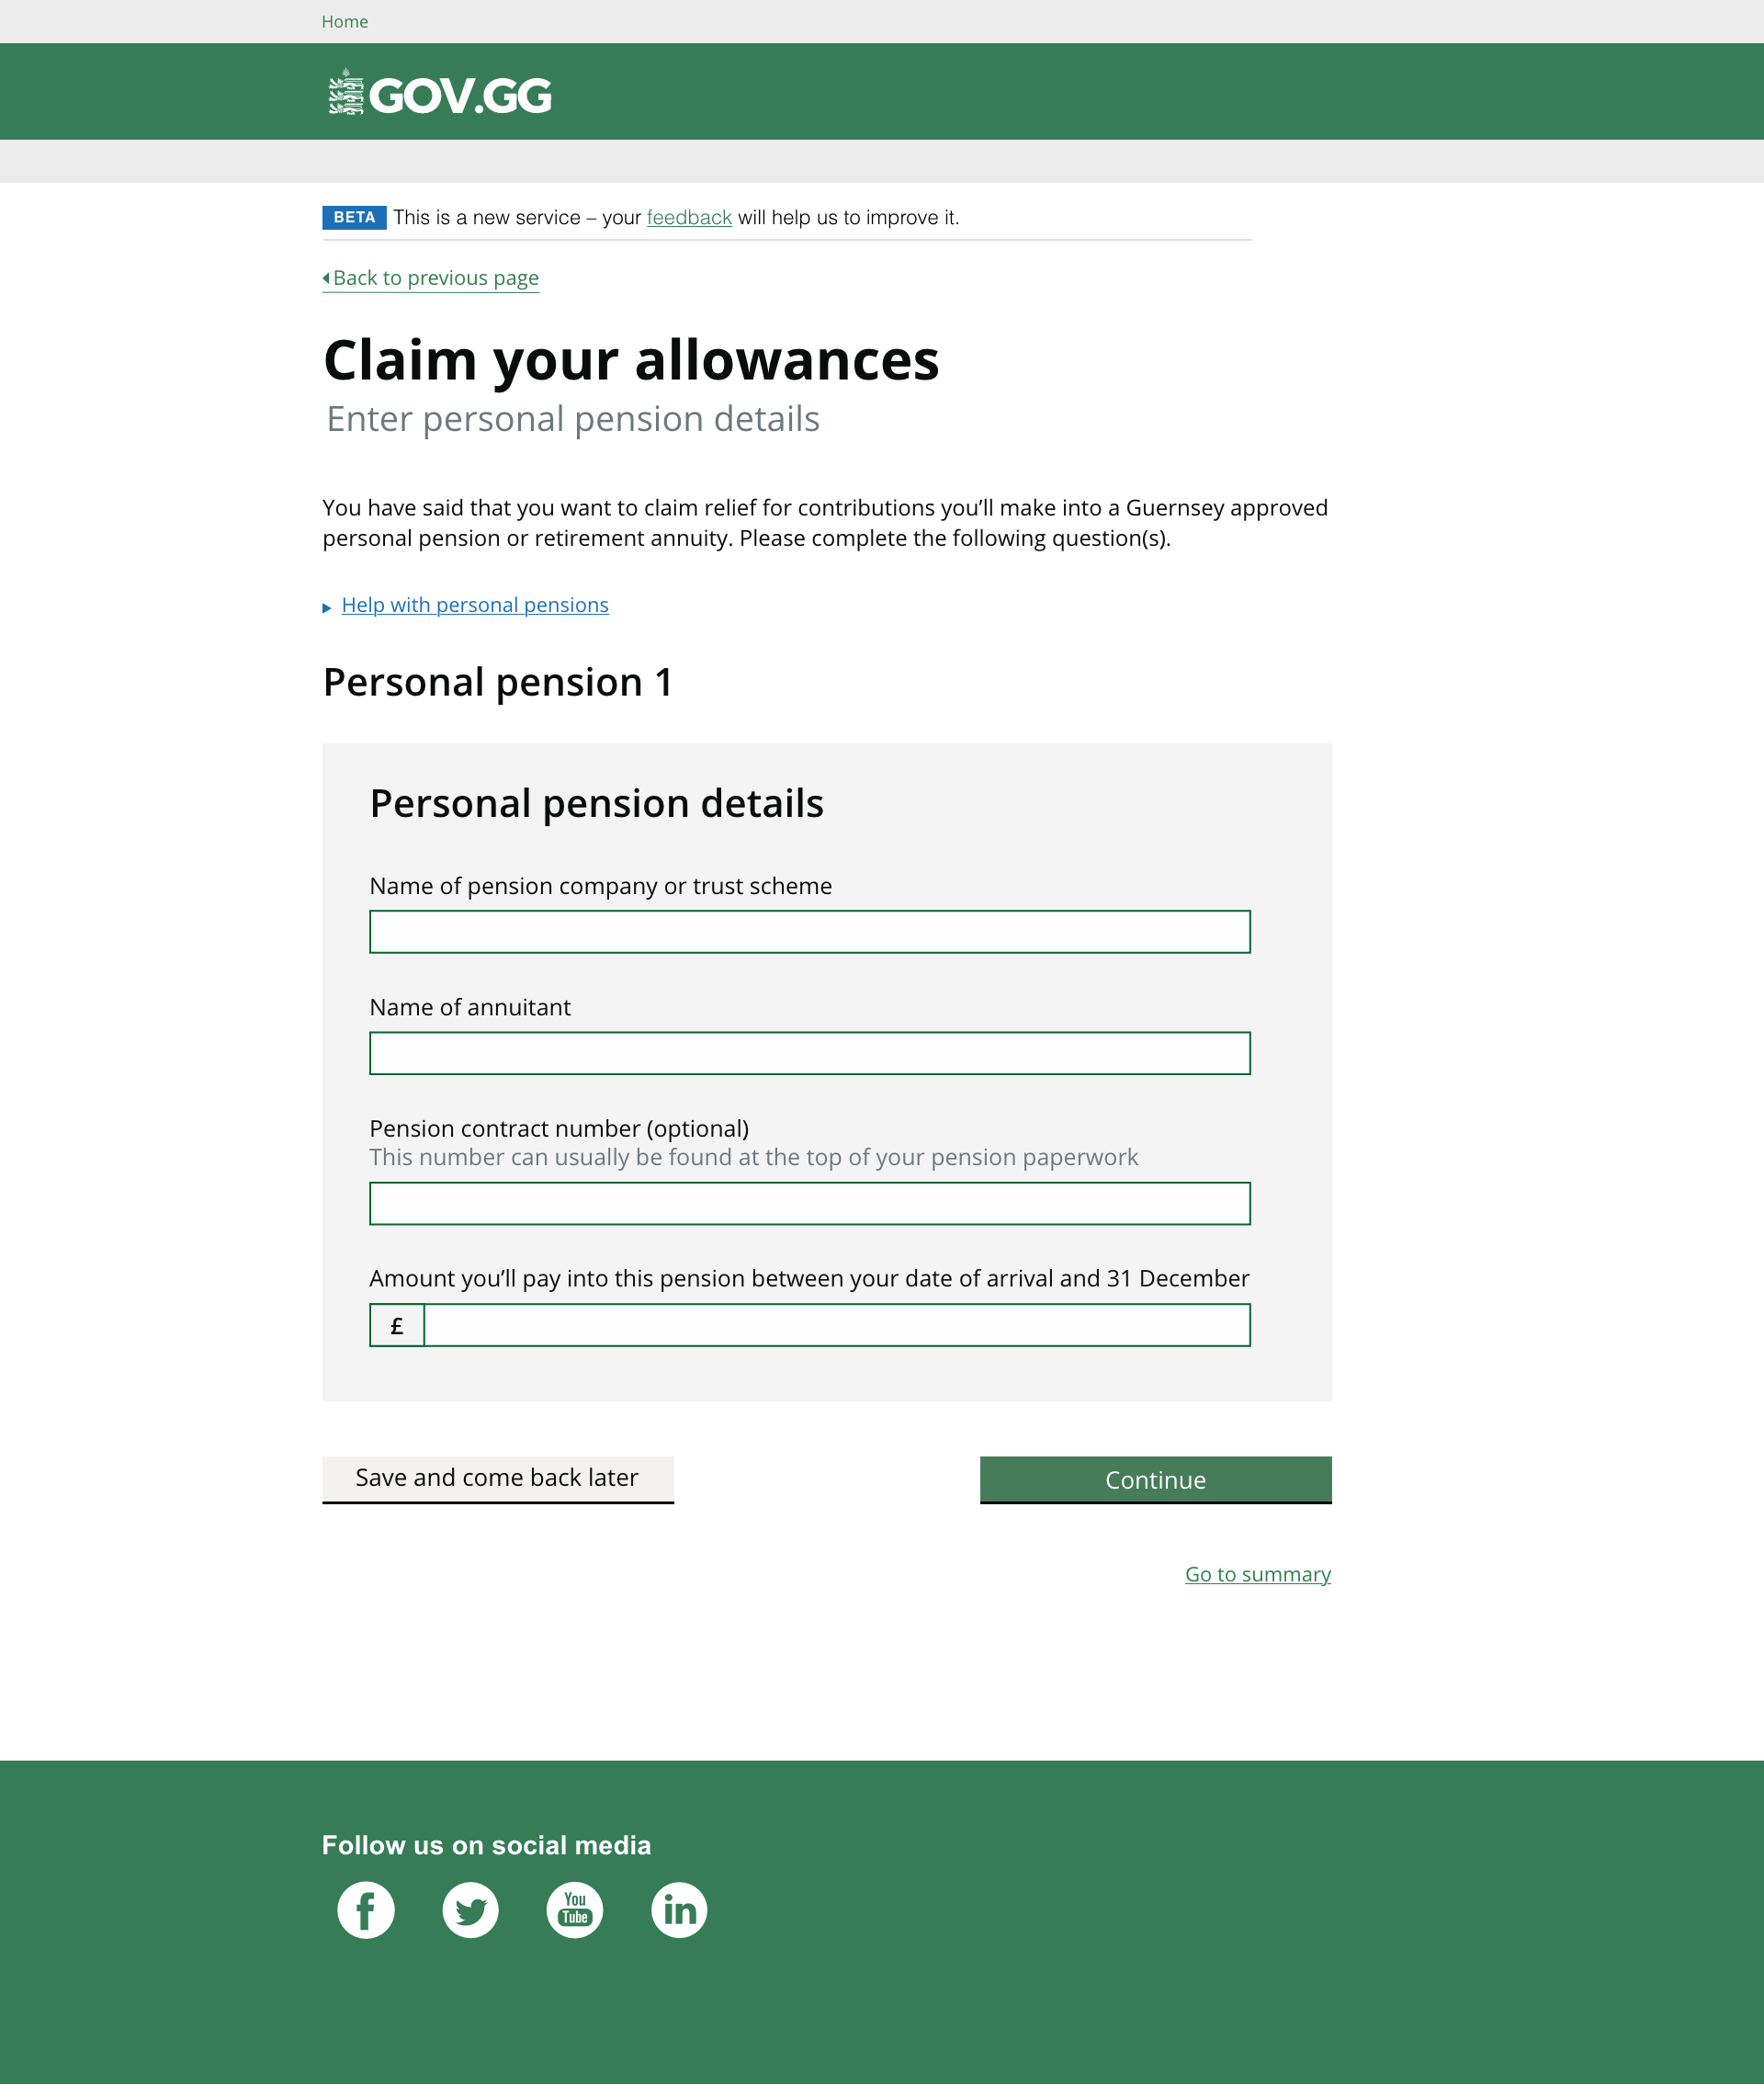 Home
GOV.GG
BETA This is a new service – your feedback will help us to improve it.
Back to previous page
Claim your allowances
Enter personal pension details
You have said that you want to claim relief for contributions you’ll make into a Guernsey approved
personal pension or retirement annuity. Please complete the following question(s).
Help with personal pensions
Personal pension 1
Personal pension details
Name of pension company or trust scheme
Name of annuitant
Pension contract number (optional)
This number can usually be found at the top of your pension paperwork
Amount you’ll pay into this pension between your date of arrival and 31 December
£
Save and come back later
Continue
Go to summary
Follow us on social media
f
You
Tube
in